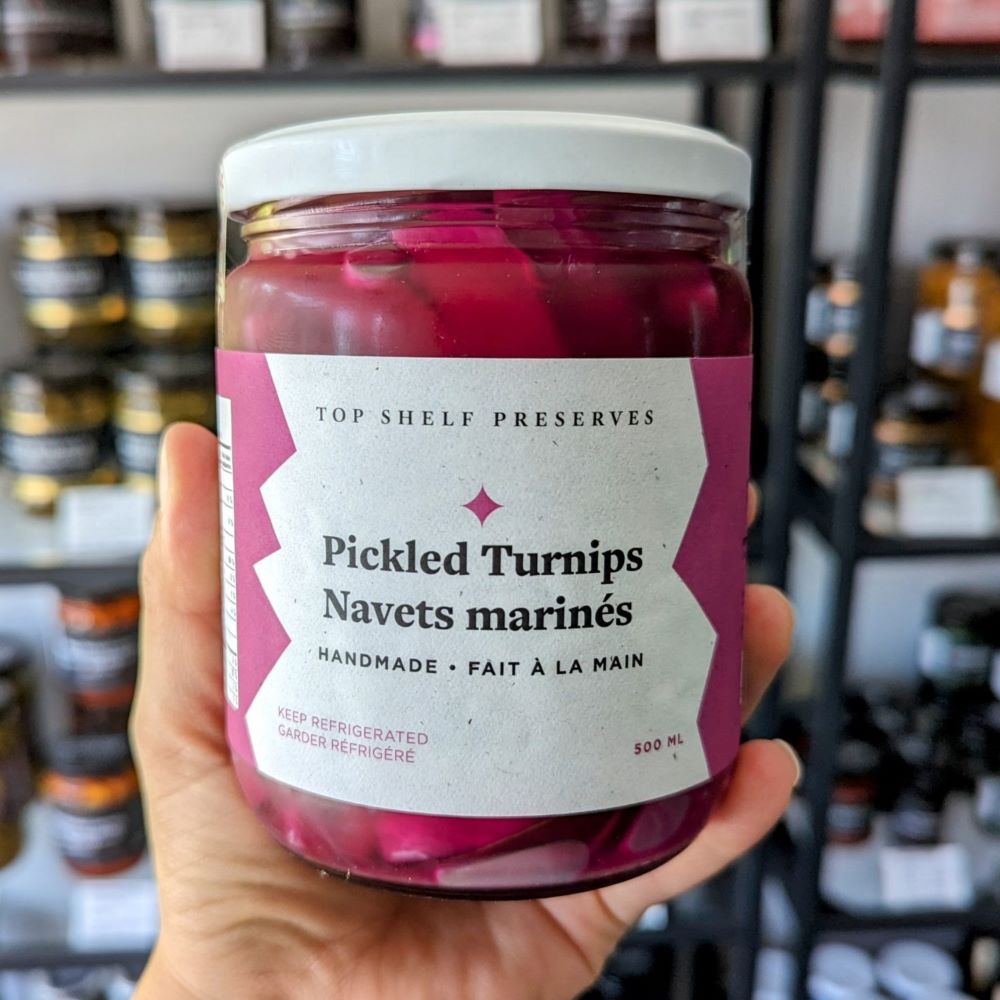 TOP SHELF PRESERVES
Pickled Turnips
Navets marinés
HANDMADE • FAIT À LA MAIN
KEEP REFRIGERATED
GARDER RÉFRIGÉRÉ
500 ML